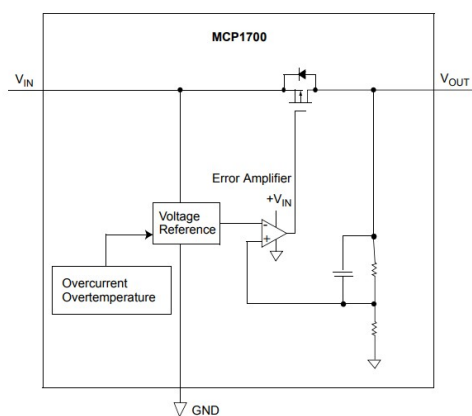 MCP1700
VIN
VOUT
Error Amplifier
+VIN
Voltage
Reference
-
+
Overcurrent
Overtemperature
GND